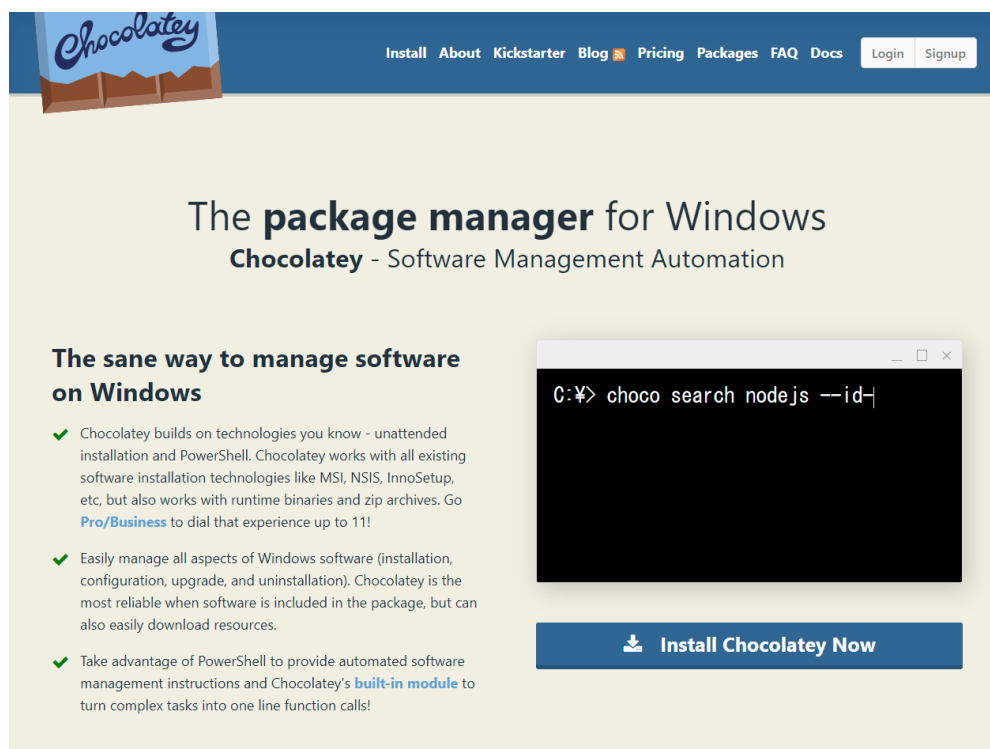 Chocolatey
Install About Kickstarter Blog Pricing Packages FAQ Docs Login Signup
The package manager for Windows
Chocolatey - Software Management Automation
The sane way to manage software
on Windows
Chocolatey builds on technologies you know - unattended
installation and PowerShell. Chocolatey works with all existing
software installation technologies like MSI, NSIS, InnoSetup,
etc, but also works with runtime binaries and zip archives. Go
Pro/Business to dial that experience up to 11!
Easily manage all aspects of Windows software (installation,
configuration, upgrade, and uninstallation). Chocolatey is the
most reliable when software is included in the package, but can
also easily download resources.
Take advantage of PowerShell to provide automated software
management instructions and Chocolatey's built-in module to
turn complex tasks into one line function calls!
C:¥> choco search nodejs --id-
Install Chocolatey Now